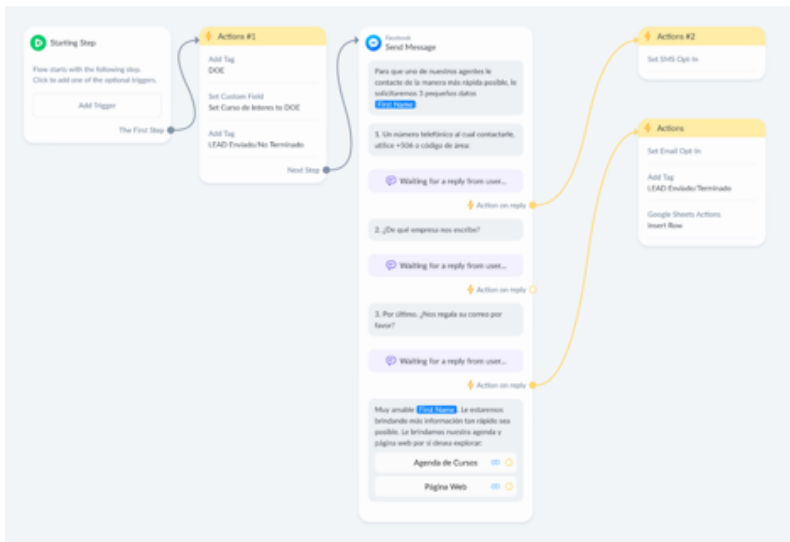 Starting Step
Flow starts with the following step.
Click to add one of the optional triggers.
Add Trigger
The First Step
Actions #1
Add Tag
DOE
Set Custom Field
Set Curso de Interes to DOE
Add Tag
LEAD Enviado/No Terminado
Next Step
Facebook
Send Message
Para que uno de nuestros agentes le
contacte de la manera más rápida posible, le
solicitaremos 3 pequeños datos
First Name
1. Un número telefónico al cual contactarle,
utilice +506 o código de área:
Waiting for a reply from user...
Action on reply
2. ¿De qué empresa nos escribe?
Waiting for a reply from user...
Action on reply
3. Por último. ¿Nos regala su correo por
favor?
Waiting for a reply from user...
Action on reply
Muy amable First Name. Le estaremos
brindando más información tan rápido sea
posible. Le brindamos nuestra agenda y
página web por si desea explorar:
Agenda de Cursos
Página Web
Actions #2
Set SMS Opt-In
Actions
Set Email Opt-In
Add Tag
LEAD Enviado/Terminado
Google Sheets Actions
Insert Row